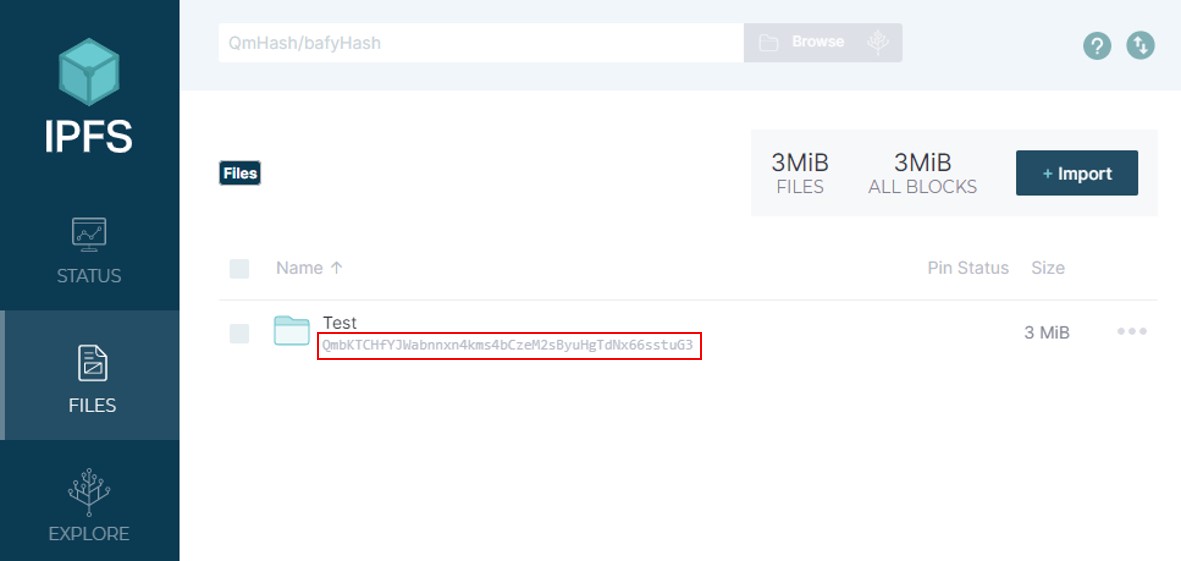 IPFS
STATUS
FILES
EXPLORE
QmHash/bafyHash
Browse
?
Files
3MiB
FILES
3MiB
ALL BLOCKS
+ Import
Name ↑
Pin Status
Size
Test
QmbKTCHfYJWabnnxn4kms4bCzeM2sByuHgTdNx66sstuG3
3 MiB